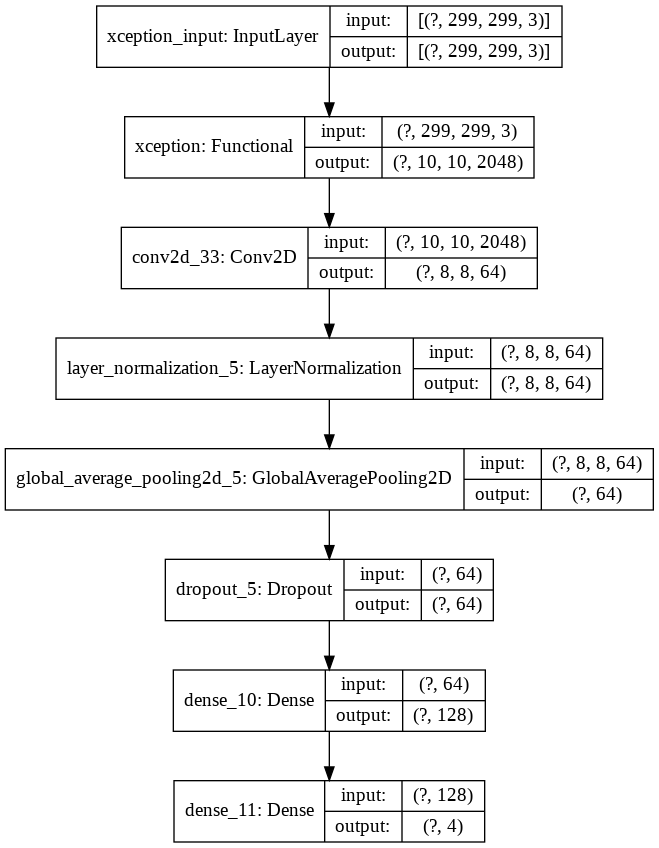 xception_input: InputLayer
input: [(?, 299, 299, 3)]
output: [(?, 299, 299, 3)]
xception: Functional
input: (?, 299, 299, 3)
output: (?, 10, 10, 2048)
conv2d_33: Conv2D
input: (?, 10, 10, 2048)
output: (?, 8, 8, 64)
layer_normalization_5: LayerNormalization
input: (?, 8, 8, 64)
output: (?, 8, 8, 64)
global_average_pooling2d_5: GlobalAveragePooling2D
input: (?, 8, 8, 64)
output: (?, 64)
dropout_5: Dropout
input: (?, 64)
output: (?, 64)
dense_10: Dense
input: (?, 64)
output: (?, 128)
dense_11: Dense
input: (?, 128)
output: (?, 4)